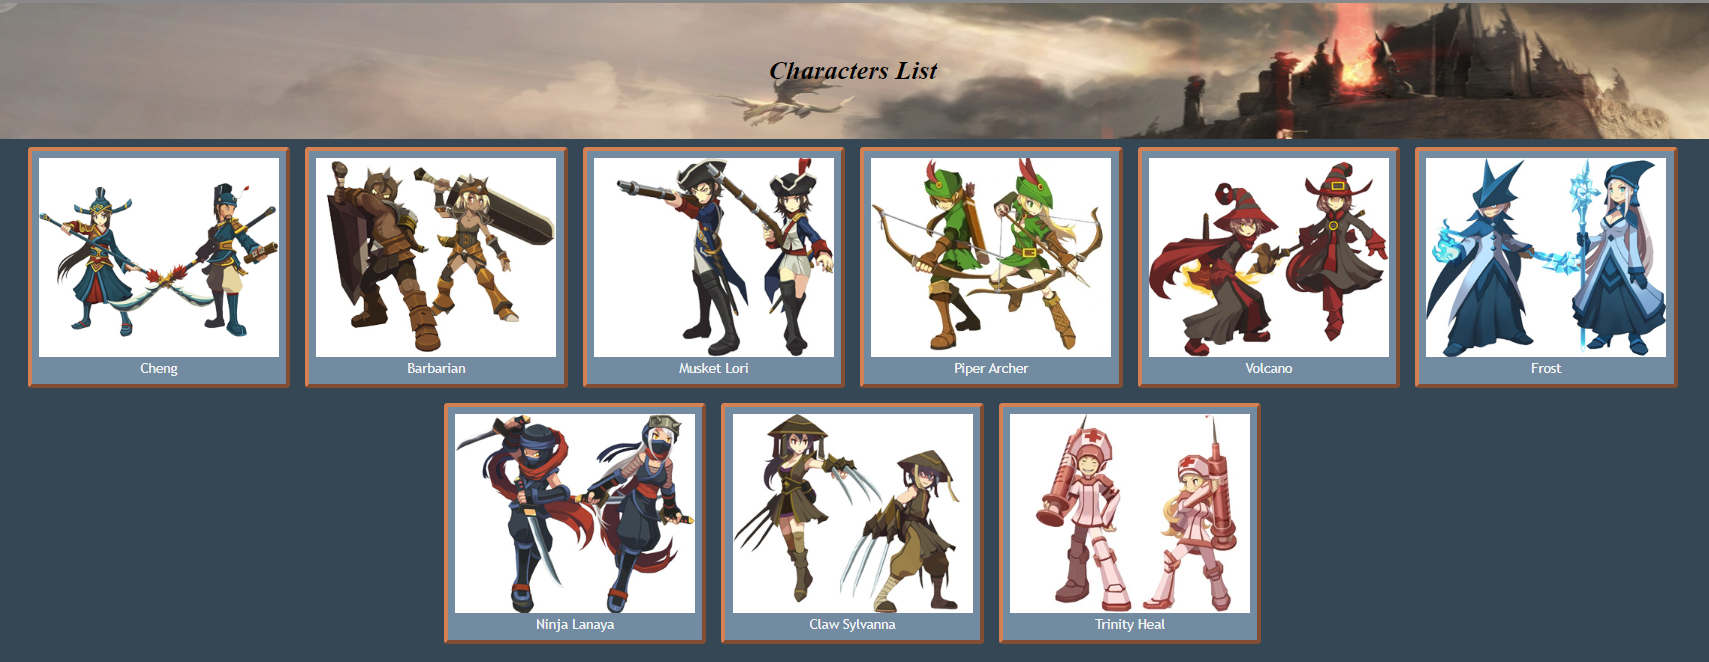 Characters List
Cheng
Barbarian
Musket Lori
Piper Archer
Volcano
Frost
Ninja Lanaya
Claw Sylvanna
Trinity Heal